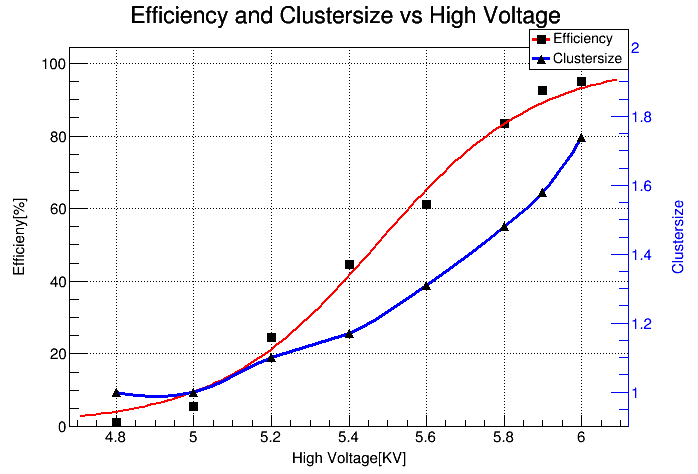 Efficiency and Clustersize vs High Voltage
Efficiency
Clustersize
100
80
60
40
20
0
Efficieny[%]
2
1.8
1.6
1.4
1.2
1
Clustersize
4.8 5 5.2 5.4 5.6 5.8 6
High Voltage[KV]